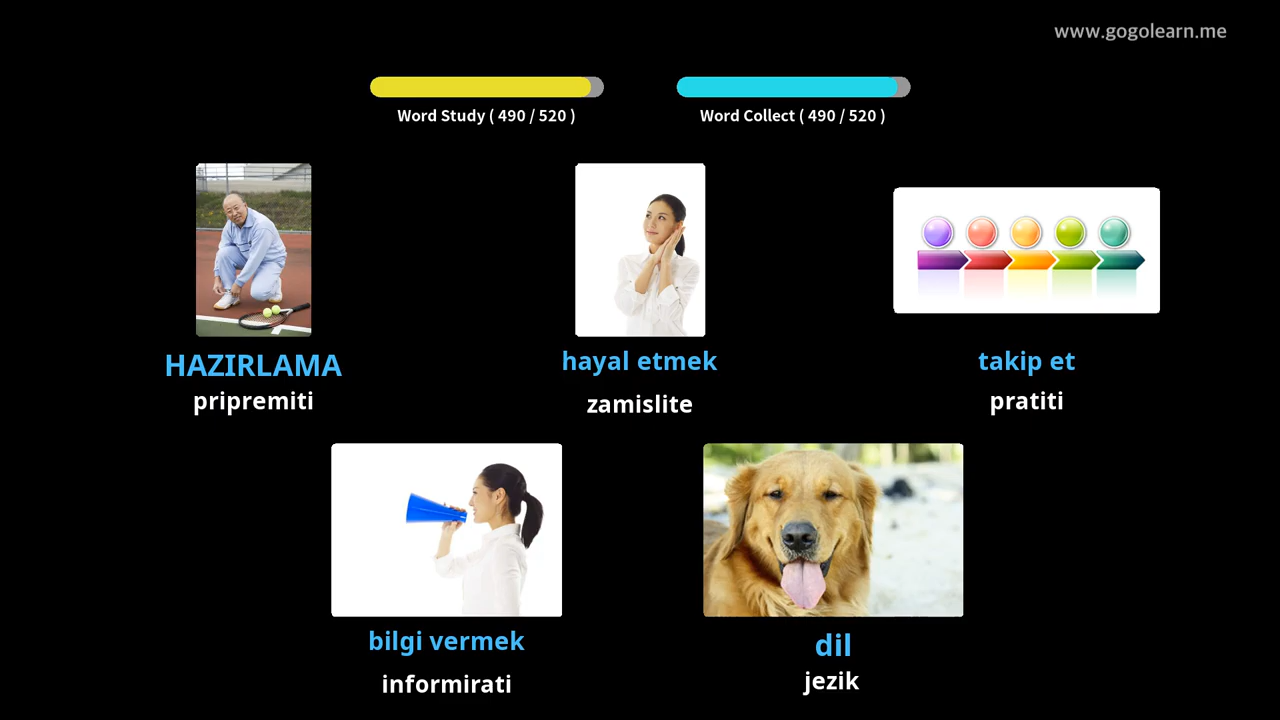 www.gogolearn.me
Word Study ( 490 / 520 )
Word Collect ( 490 / 520 )
HAZIRLAMA
pripremiti
hayal etmek
zamislite
takip et
pratiti
bilgi vermek
informirati
dil
jezik